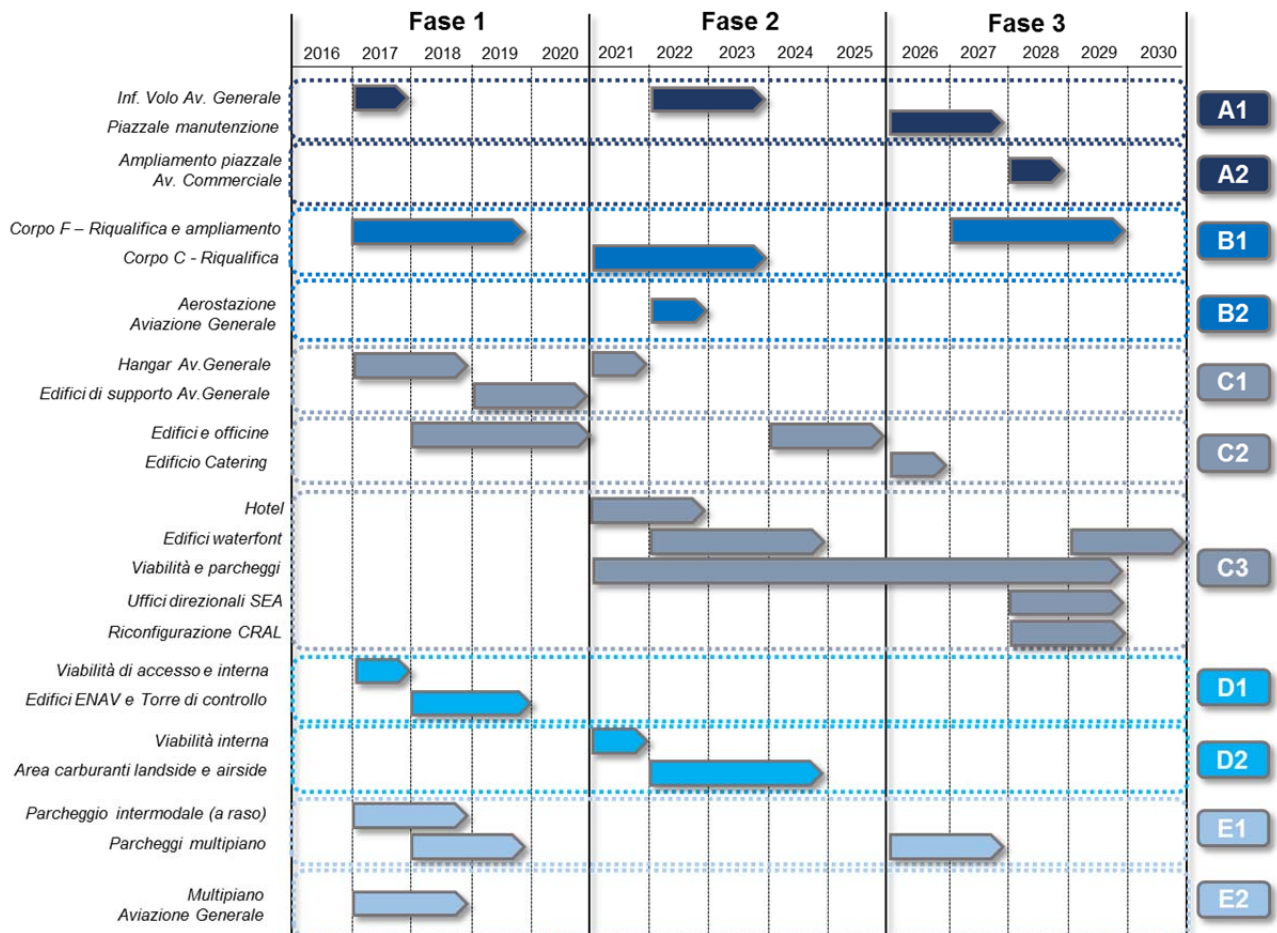 Fase 1 Fase 2 Fase 3
2016 2017 2018 2019 2020 2021 2022 2023 2024 2025 2026 2027 2028 2029 2030
Inf. Volo Av. Generale
Piazzale manutenzione
A1
Ampliamento piazzale
Av. Commerciale
A2
Corpo F – Riqualifica e ampliamento
Corpo C - Riqualifica
B1
Aerostazione
Aviazione Generale
B2
Hangar Av.Generale
Edifici di supporto Av.Generale
C1
Edifici e officine
Edificio Catering
C2
Hotel
Edifici waterfont
Viabilità e parcheggi
Uffici direzionali SEA
Riconfigurazione CRAL
C3
Viabilità di accesso e interna
Edifici ENAV e Torre di controllo
D1
Viabilità interna
Area carburanti landside e airside
D2
Parcheggio intermodale (a raso)
Parcheggi multipiano
E1
Multipiano
Aviazione Generale
E2